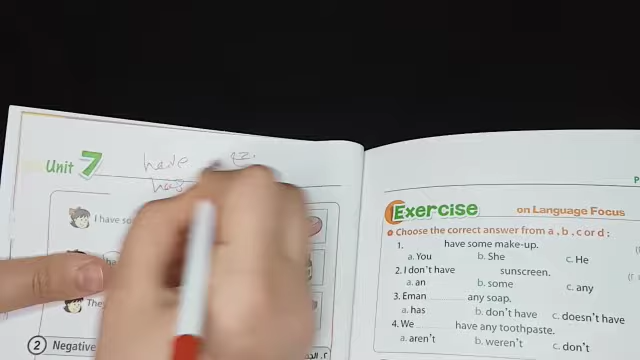 Unit 7
have
has
I have so
The
2 Negative
Exercise on Language Focus
Choose the correct answer from a , b , c or d :
1. have some make-up.
a. You b. She c. He
2. I don't have sunscreen.
a. an b. some c. any
3. Eman any soap.
a. has b. don't have c. doesn't have
4. We have any toothpaste.
a. aren't b. weren't c. don't